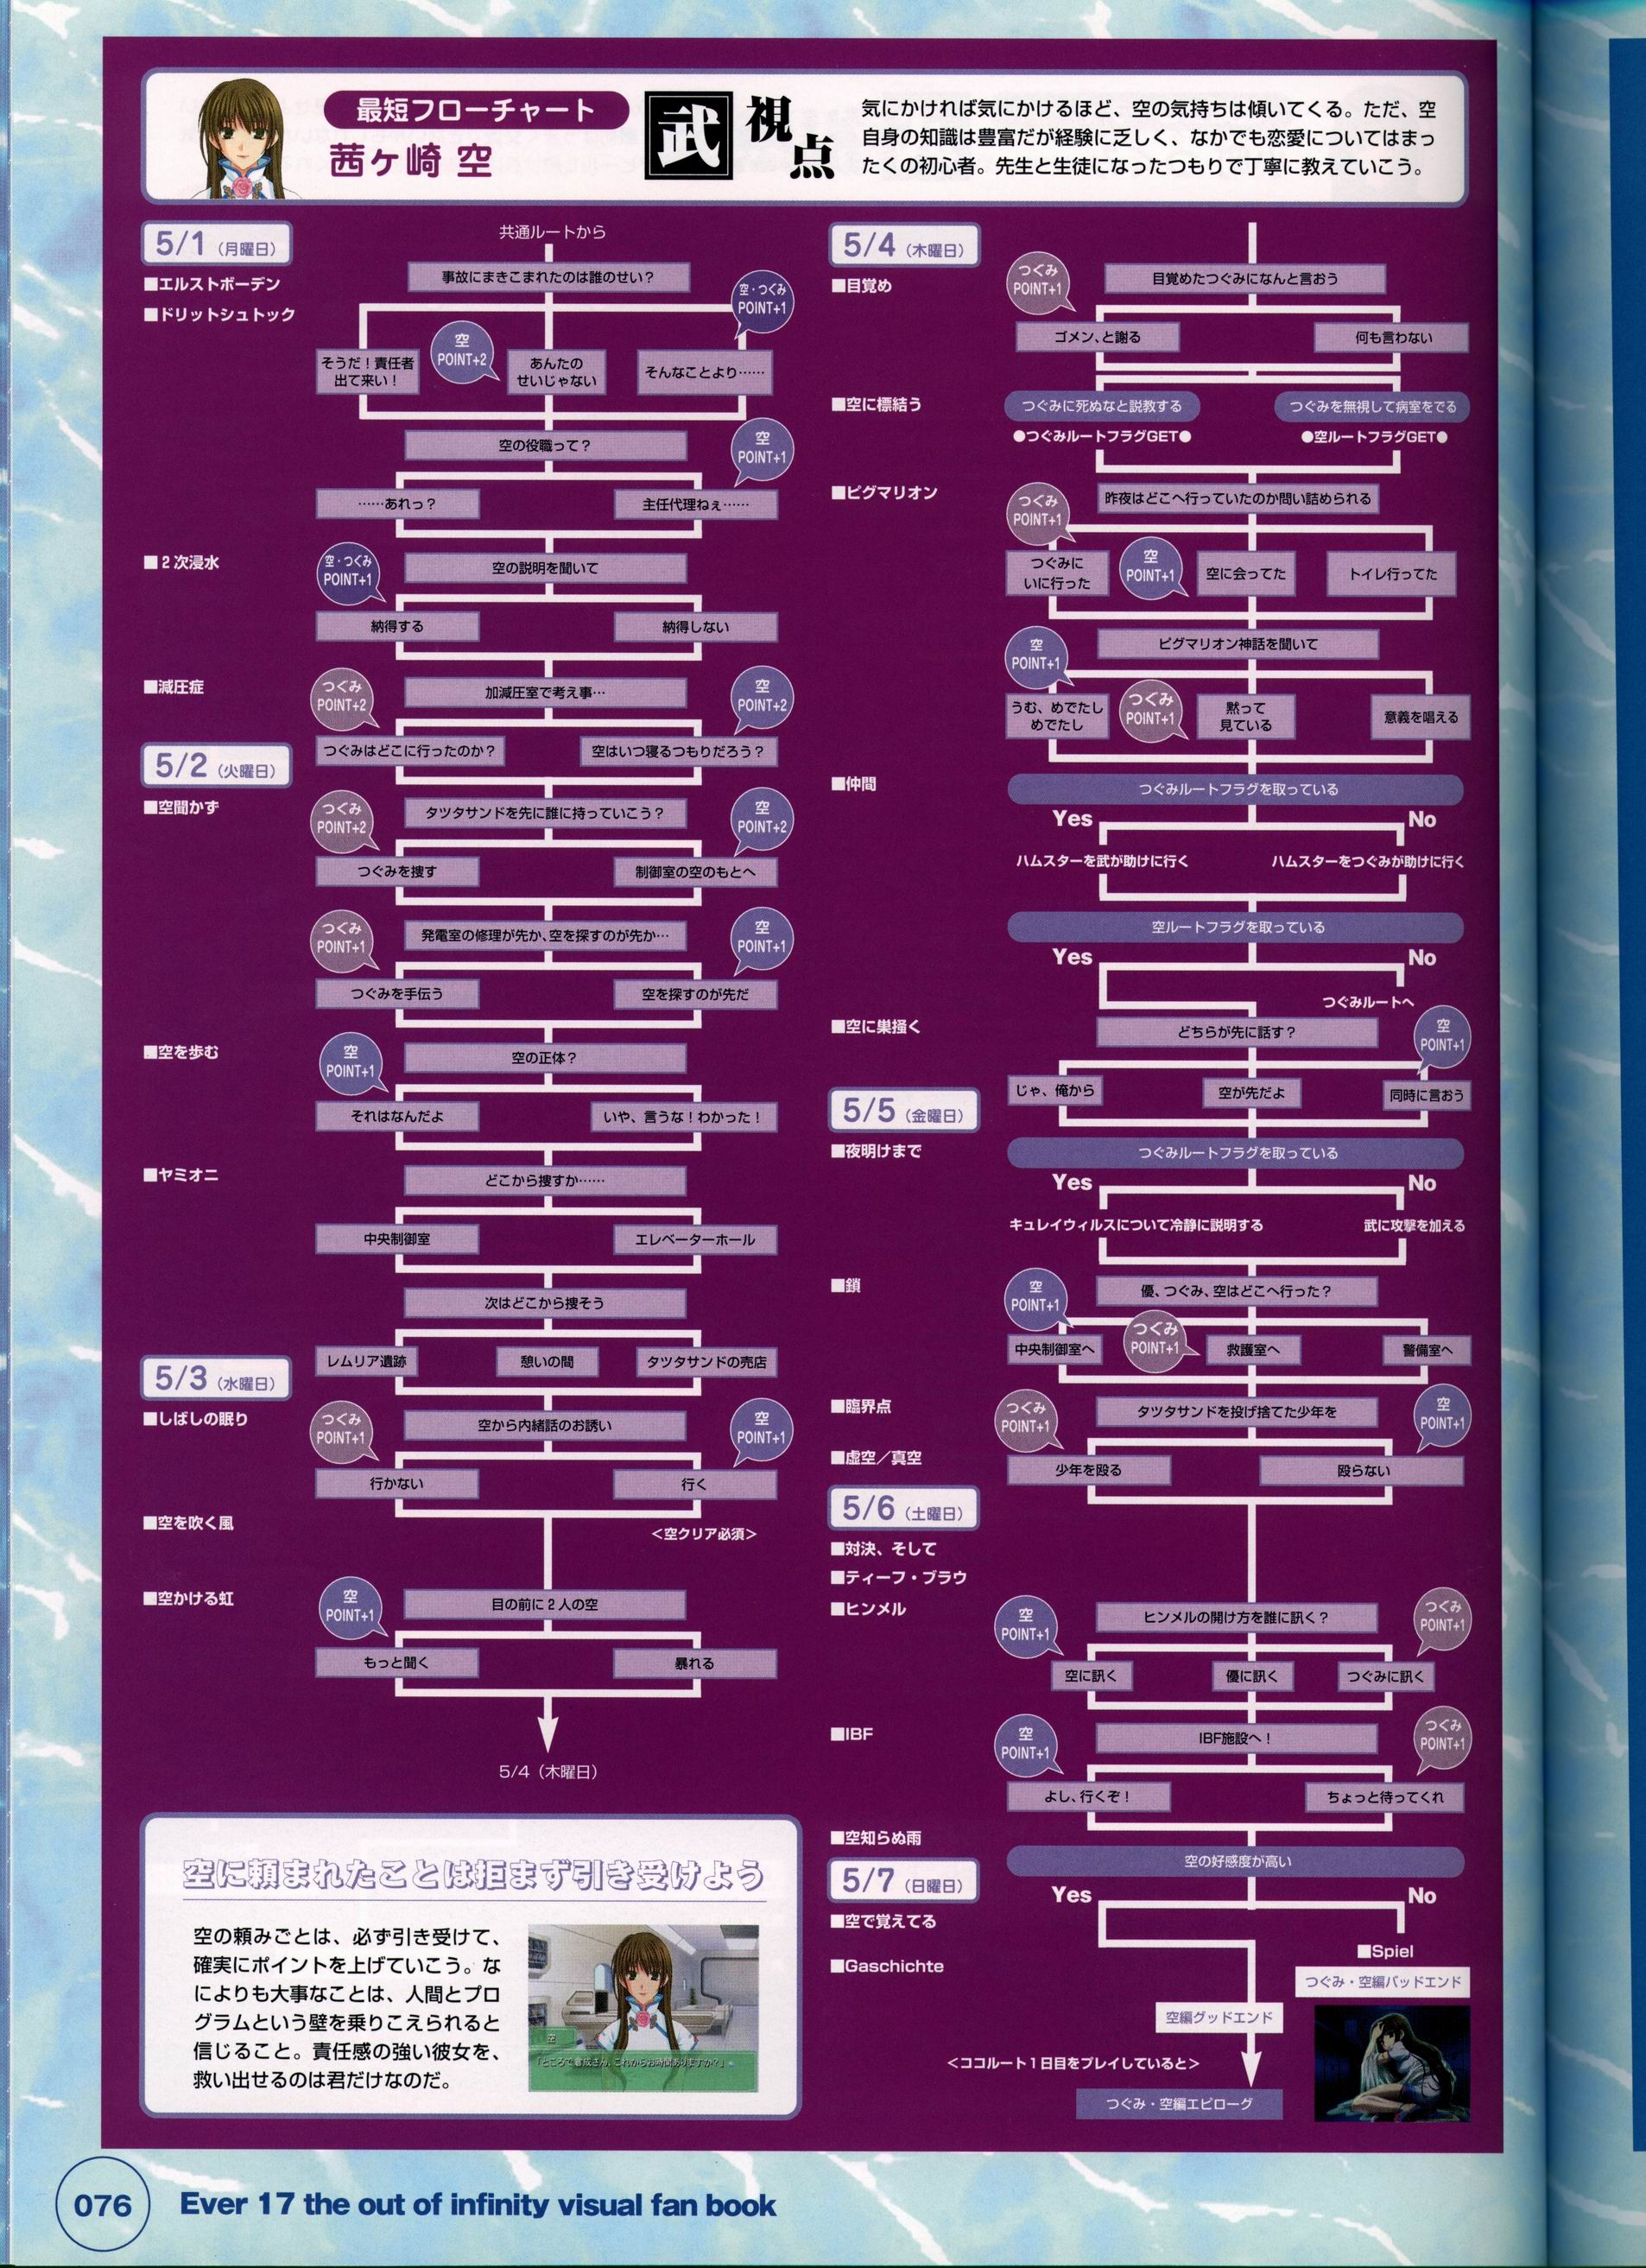 最短フローチャート
茜ヶ崎 空
武視点
気にかければ気にかけるほど、空の気持ちは傾いてくる。ただ、空
自身の知識は豊富だが経験に乏しく、なかでも恋愛についてはまっ
たくの初心者。先生と生徒になったつもりで丁寧に教えていこう。
5/1（月曜日）
■エルストボーデン
■ドリットシュトック
共通ルートから
事故にまきこまれたのは誰のせい？
空・つぐみ
POINT+1
空
POINT+2
そうだ！責任者
出て来い！
あんたの
せいじゃない
そんなことより……
空の役職って？
空
POINT+1
……あれっ？
主任代理ねぇ……
■２次浸水
空・つぐみ
POINT+1
空の説明を聞いて
納得する
納得しない
■減圧症
つぐみ
POINT+2
加減圧室で考え事…
空
POINT+2
つぐみはどこに行ったのか？
空はいつ寝るつもりだろう？
5/2（火曜日）
■空聞かず
つぐみ
POINT+2
タツタサンドを先に誰に持っていこう？
空
POINT+2
つぐみを捜す
制御室の空のもとへ
つぐみ
POINT+1
発電室の修理が先か、空を探すのが先か…
空
POINT+1
つぐみを手伝う
空を探すのが先だ
■空を歩む
空
POINT+1
空の正体？
それはなんだよ
いや、言うな！わかった！
■ヤミオニ
どこから捜すか……
中央制御室
エレベーターホール
次はどこから捜そう
レムリア遺跡
憩いの間
タツタサンドの売店
5/3（水曜日）
■しばしの眠り
つぐみ
POINT+1
空から内緒話のお誘い
空
POINT+1
行かない
行く
■空を吹く風
＜空クリア必須＞
■空かける虹
空
POINT+1
目の前に２人の空
もっと聞く
暴れる
5/4（木曜日）
空に頼まれたことは拒まず引き受けよう
空の頼みごとは、必ず引き受けて、
確実にポイントを上げていこう。な
によりも大事なことは、人間とプロ
グラムという壁を乗りこえられると
信じること。責任感の強い彼女を、
救い出せるのは君だけなのだ。
空
「ところで倉成さん、これからお時間ありますか？」
5/4（木曜日）
■目覚め
つぐみ
POINT+1
目覚めたつぐみになんと言おう
ゴメン、と謝る
何も言わない
■空に標結う
つぐみに死ぬなと説教する
つぐみを無視して病室をでる
●つぐみルートフラグGET●
●空ルートフラグGET●
■ピグマリオン
つぐみ
POINT+1
昨夜はどこへ行っていたのか問い詰められる
つぐみに
いに行った
空
POINT+1
空に会ってた
トイレ行ってた
空
POINT+1
ピグマリオン神話を聞いて
うむ、めでたし
めでたし
つぐみ
POINT+1
黙って
見ている
意義を唱える
■仲間
つぐみルートフラグを取っている
Yes
No
ハムスターを武が助けに行く
ハムスターをつぐみが助けに行く
空ルートフラグを取っている
Yes
No
つぐみルートへ
■空に巣掻く
どちらが先に話す？
空
POINT+1
じゃ、俺から
空が先だよ
同時に言おう
5/5（金曜日）
■夜明けまで
つぐみルートフラグを取っている
Yes
No
キュレイウィルスについて冷静に説明する
武に攻撃を加える
■鎖
空
POINT+1
優、つぐみ、空はどこへ行った？
中央制御室へ
つぐみ
POINT+1
救護室へ
警備室へ
■臨界点
つぐみ
POINT+1
タツタサンドを投げ捨てた少年を
空
POINT+1
■虚空／真空
少年を殴る
殴らない
5/6（土曜日）
■対決、そして
■ティーフ・ブラウ
■ヒンメル
空
POINT+1
ヒンメルの開け方を誰に訊く？
つぐみ
POINT+1
空に訊く
優に訊く
つぐみに訊く
■IBF
空
POINT+1
IBF施設へ！
つぐみ
POINT+1
よし、行くぞ！
ちょっと待ってくれ
■空知らぬ雨
空の好感度が高い
5/7（日曜日）
Yes
No
■空で覚えてる
■Spiel
■Gaschichte
つぐみ・空編バッドエンド
空編グッドエンド
＜ココルート１日目をプレイしていると＞
つぐみ・空編エピローグ
076
Ever 17 the out of infinity visual fan book